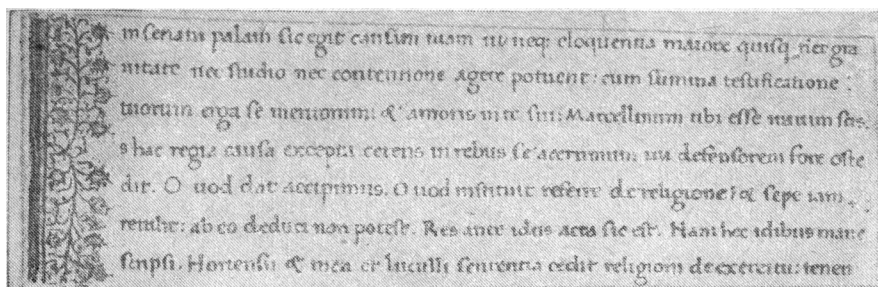 in senatu palam sic egit causam tuam ut neq; eloquentia maiore quisq̄ nec gra
uitate nec studio nec contentione agere potuerit: cum summa testificatione
tuorum erga se meritorum: & amoris in te sui: Marcellinum tibi esse iratum sci
s hac regia causa excepta ceteris in rebus se acerrimum tui defensorem fore oste
dit. Quod dat accipimus. Quod instituit referre de religione: & sepe iam
retulit: ab eo deduci non potest. Res ante idus acta sic est. Nam hec idibus mane
scripsi. Hortensii & mea et luculli sententia cedit religioni de exercitu: teneri